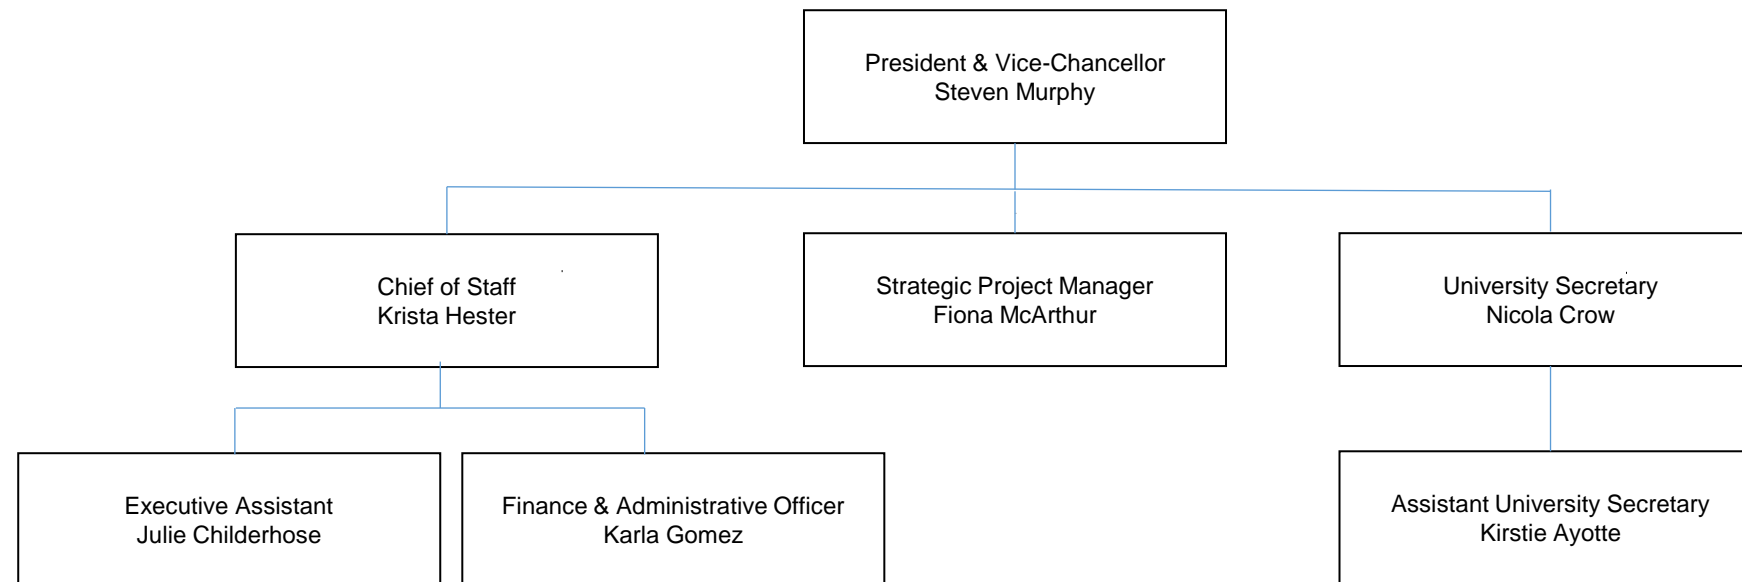 President & Vice-Chancellor
Steven Murphy
Chief of Staff
Krista Hester
Strategic Project Manager
Fiona McArthur
University Secretary
Nicola Crow
Executive Assistant
Julie Childerhose
Finance & Administrative Officer
Karla Gomez
Assistant University Secretary
Kirstie Ayotte